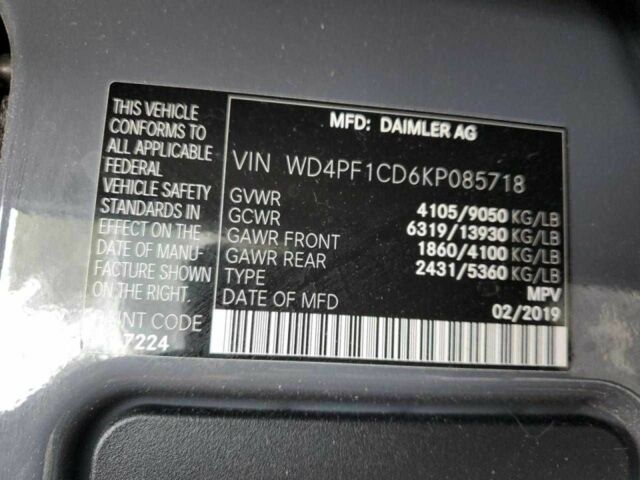 THIS VEHICLE
CONFORMS TO
ALL APPLICABLE
FEDERAL
VEHICLE SAFETY
STANDARDS IN
EFFECT ON THE
DATE OF MANU-
FACTURE SHOWN
ON THE RIGHT.
CODE
7224
MFD: DAIMLER AG
VIN WD4PF1CD6KP085718
GVWR 4105/9050 KG/LB
GCWR 6319/13930 KG/LB
GAWR FRONT 1860/4100 KG/LB
GAWR REAR 2431/5360 KG/LB
TYPE MPV
DATE OF MFD 02/2019